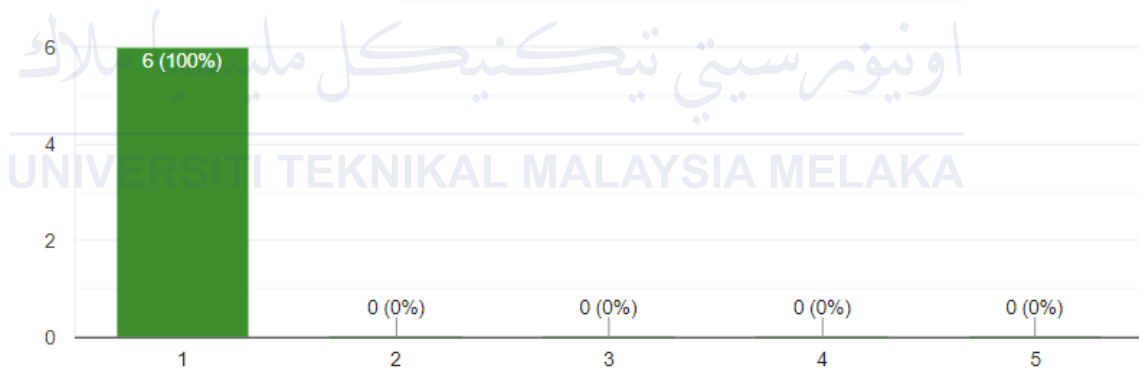 6
6 (100%)
اونيۏرسيتي تيكنيكل مليسيا ملاك
4
UNIVERSITI TEKNIKAL MALAYSIA MELAKA
2
0 (0%) 0 (0%) 0 (0%) 0 (0%)
0
1 2 3 4 5